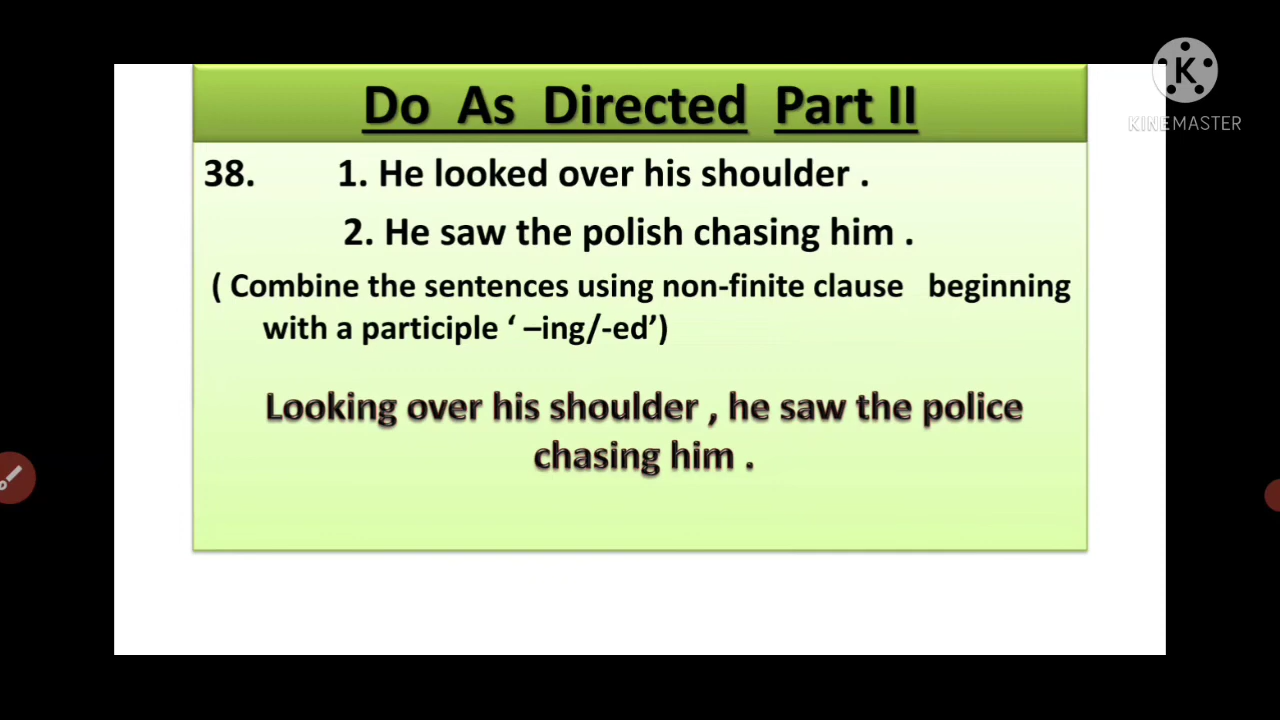 Do As Directed Part II
KINEMASTER
38. 1. He looked over his shoulder .
2. He saw the polish chasing him .
( Combine the sentences using non-finite clause beginning
with a participle ‘ –ing/-ed’)
Looking over his shoulder , he saw the police
chasing him .